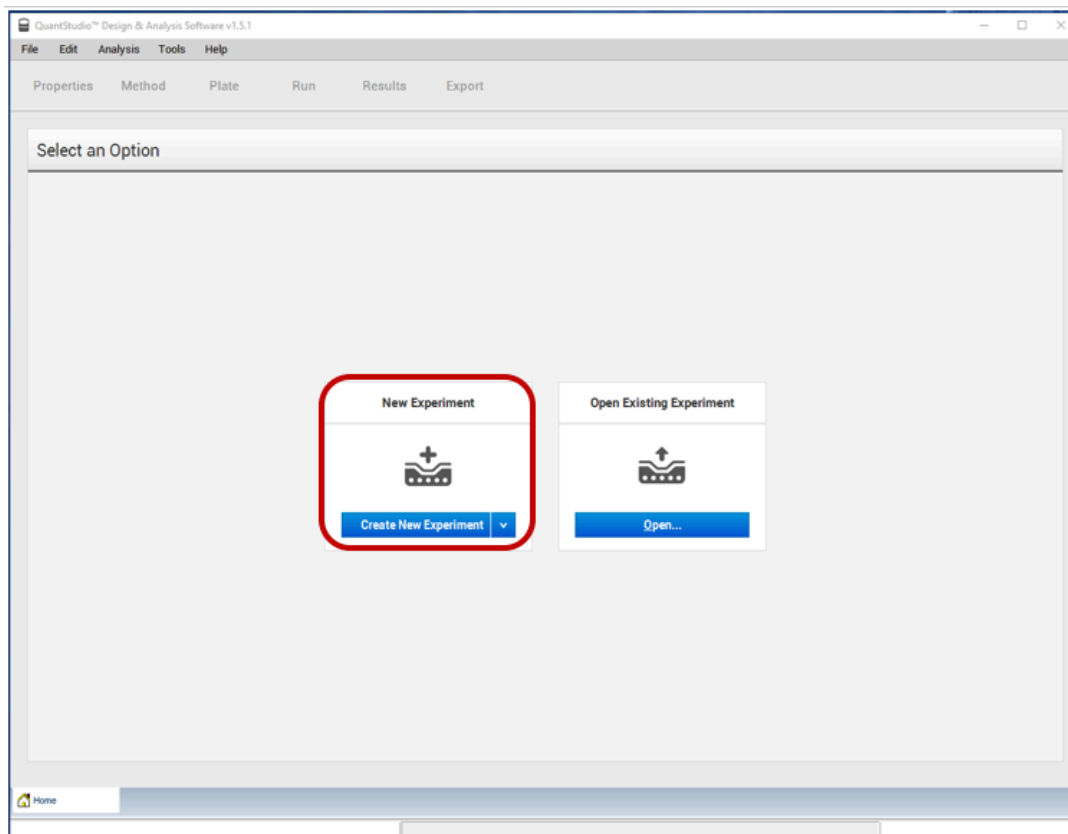 QuantStudio™ Design & Analysis Software v1.5.1
File Edit Analysis Tools Help
Properties Method Plate Run Results Export
Select an Option
New Experiment Open Existing Experiment
Create New Experiment Open...
Home